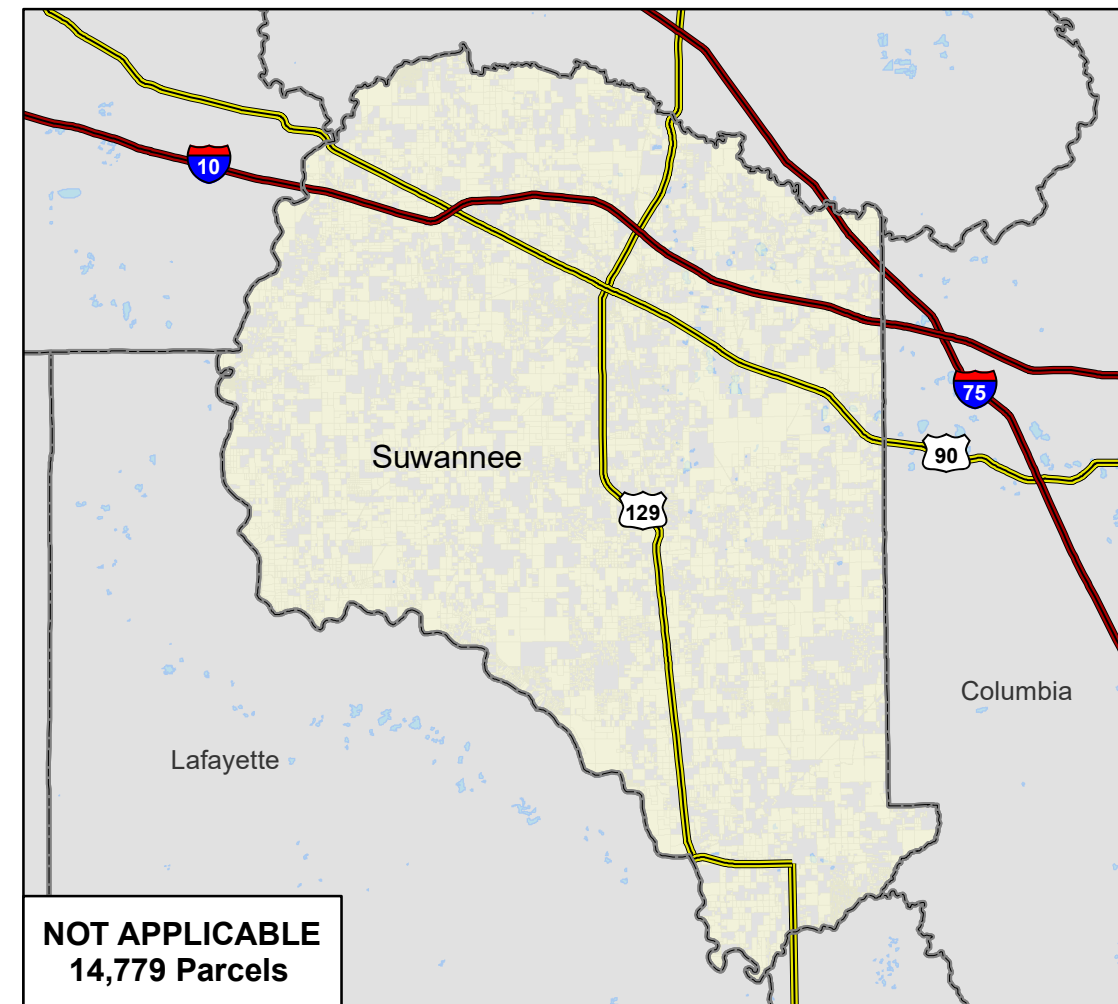 10
75
90
Suwannee
129
Columbia
Lafayette
NOT APPLICABLE
14,779 Parcels